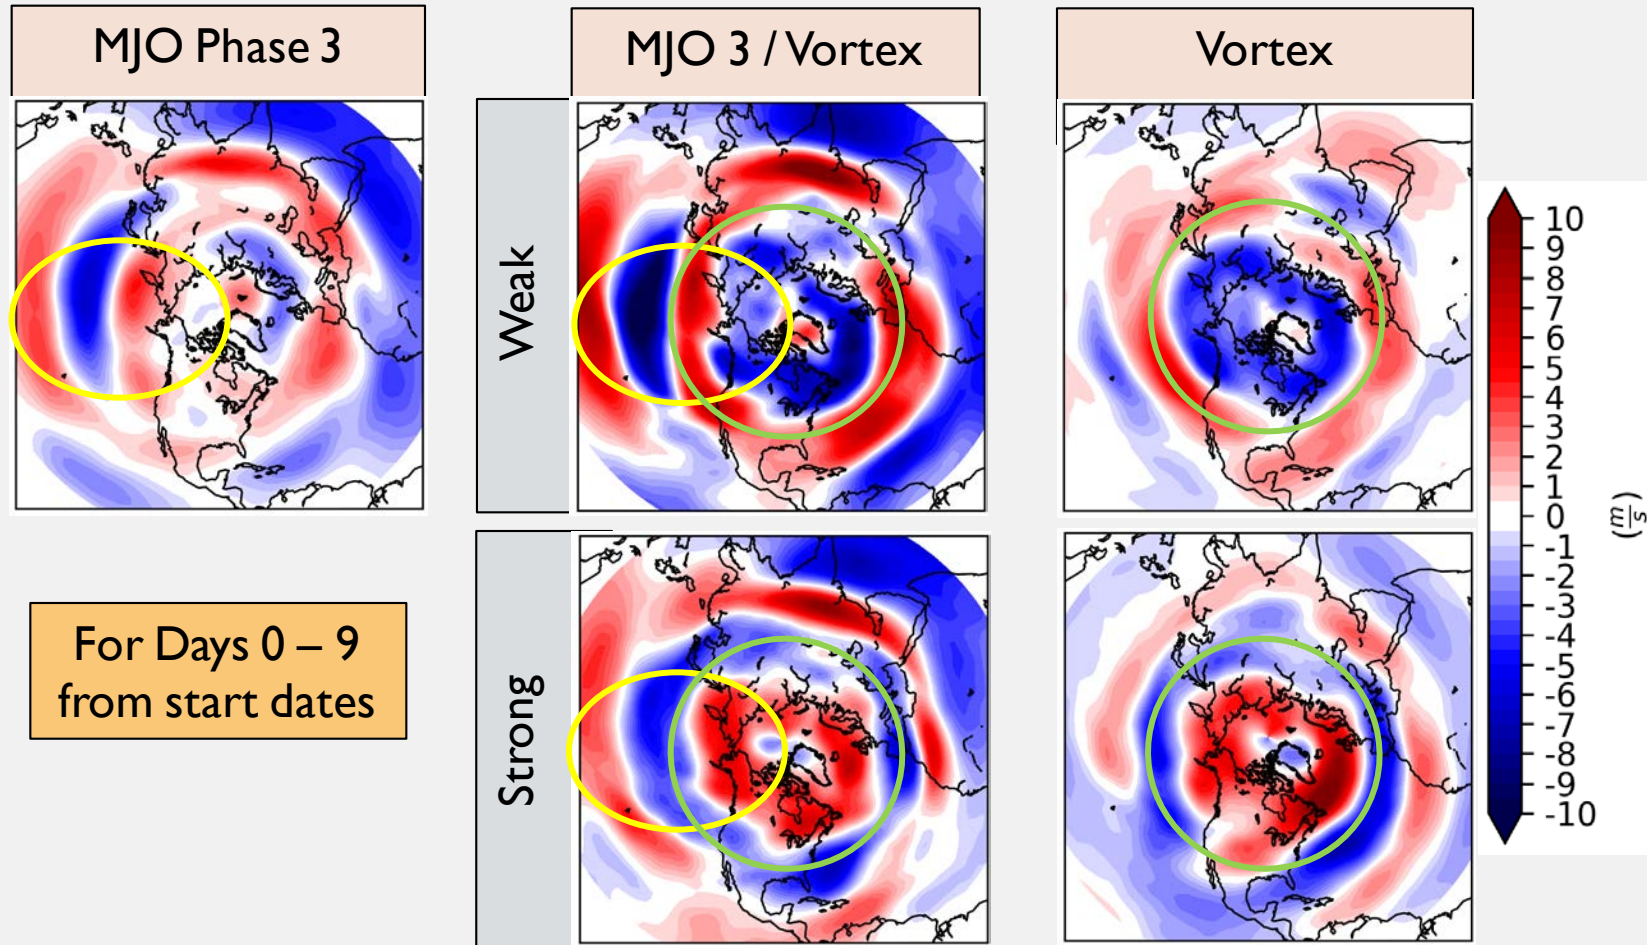 MJO Phase 3
MJO 3 / Vortex
Vortex
Weak
Strong
For Days 0 – 9
from start dates
10
9
8
7
6
5
4
3
2
1
0
-1
-2
-3
-4
-5
-6
-7
-8
-9
-10
(m/s)